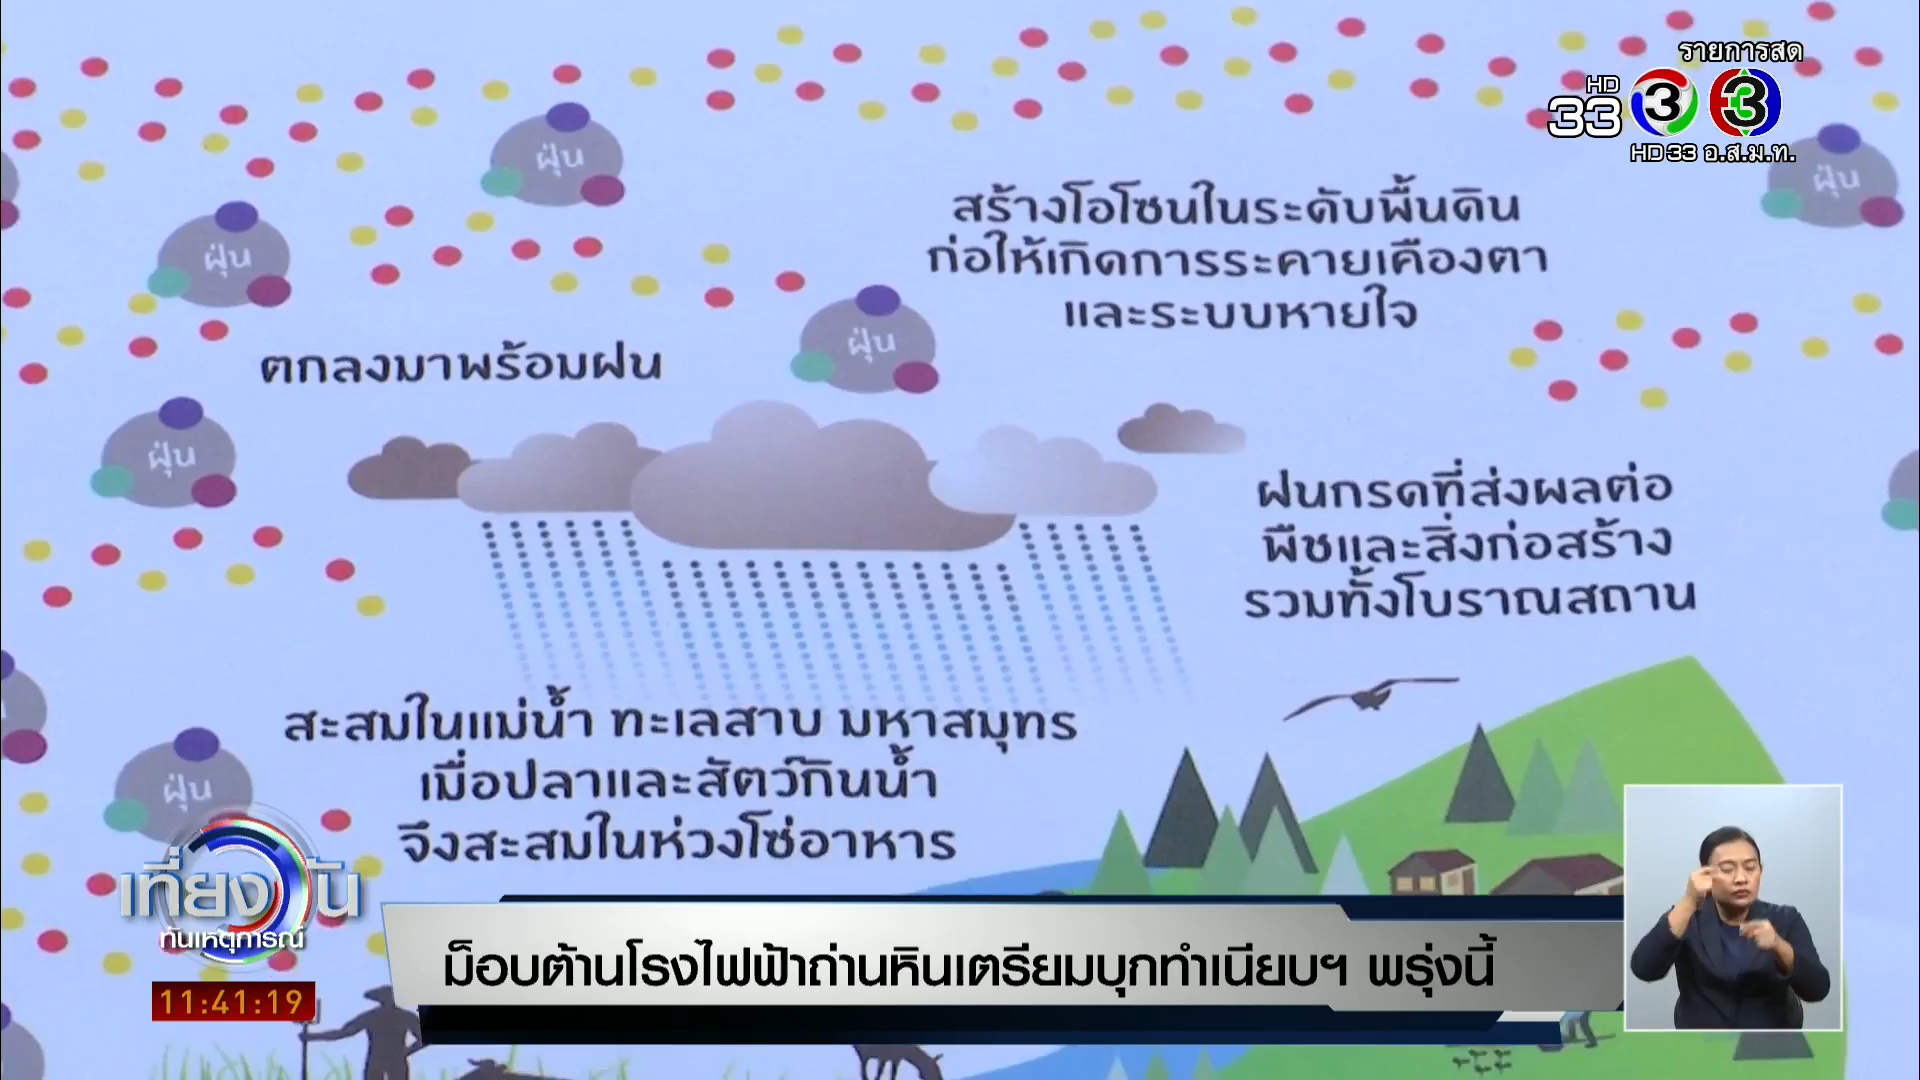 รายการสด
HD
33
3
3
HD33 อ.ส.ม.ท.
ฝุ่น
ฝุ่น
ฝุ่น
สร้างโอโซนในระดับพื้นดิน
ก่อให้เกิดการระคายเคืองตา
และระบบหายใจ
ฝุ่น
ตกลงมาพร้อมฝน
ฝุ่น
ฝนกรดที่ส่งผลต่อ
พืชและสิ่งก่อสร้าง
รวมทั้งโบราณสถาน
สะสมในแม่น้ำ ทะเลสาบ มหาสมุทร
เมื่อปลาและสัตว์กินน้ำ
จึงสะสมในห่วงโซ่อาหาร
ฝุ่น
เที่ยงวัน
ทันเหตุการณ์
ม็อบต้านโรงไฟฟ้าถ่านหินเตรียมบุกทำเนียบฯ พรุ่งนี้
11:41:19